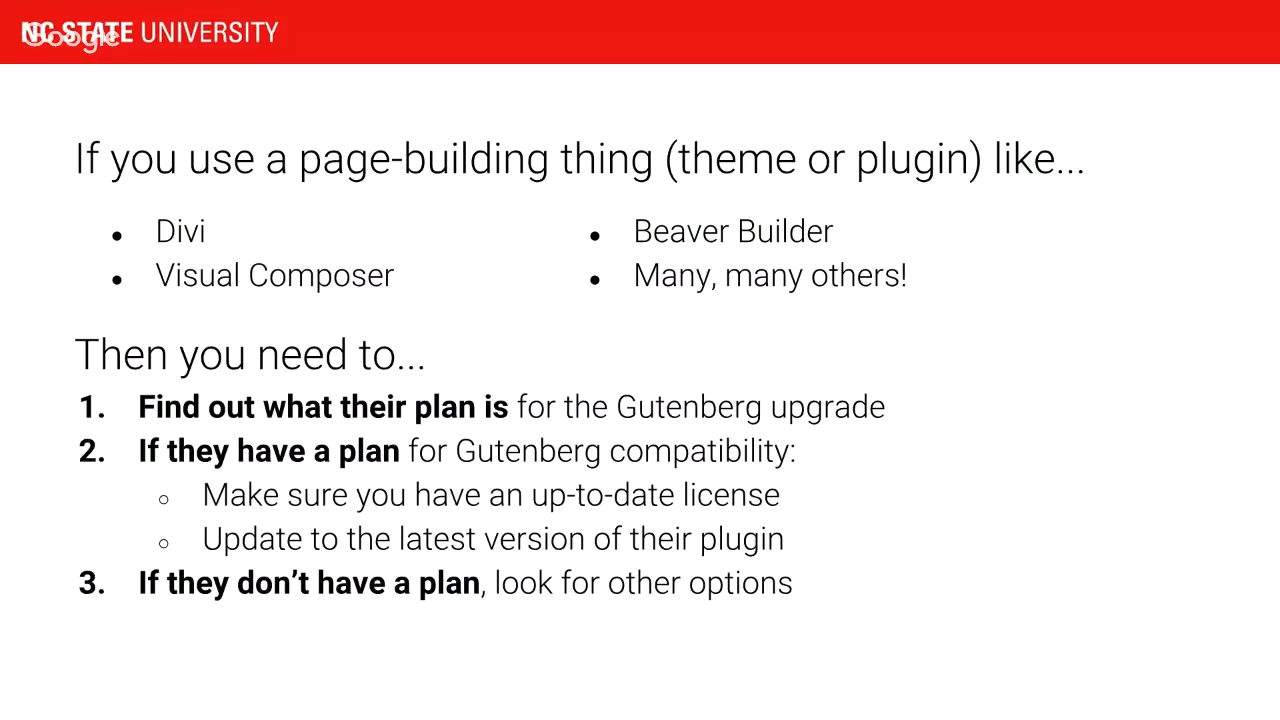 NC STATE UNIVERSITY
Google
If you use a page-building thing (theme or plugin) like...
● Divi
● Visual Composer
● Beaver Builder
● Many, many others!
Then you need to...
1. Find out what their plan is for the Gutenberg upgrade
2. If they have a plan for Gutenberg compatibility:
○ Make sure you have an up-to-date license
○ Update to the latest version of their plugin
3. If they don’t have a plan, look for other options